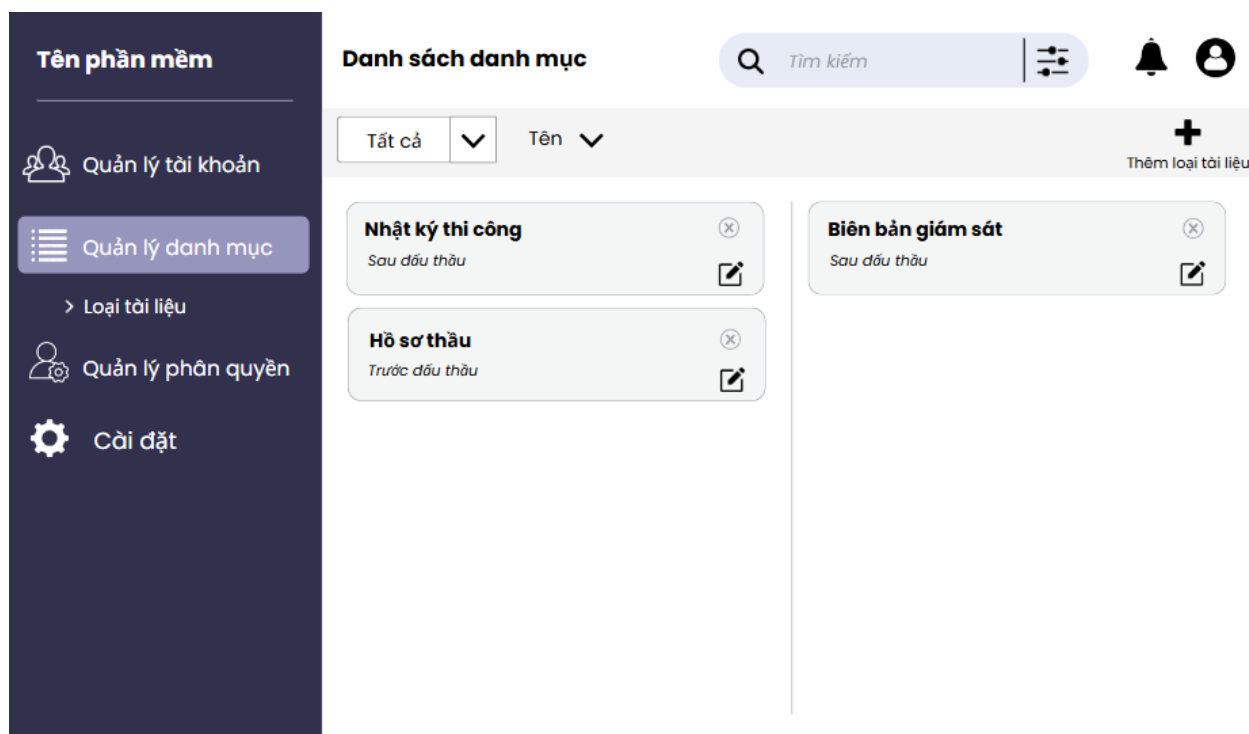 Tên phần mềm
Quản lý tài khoản
Quản lý danh mục
Loại tài liệu
Quản lý phân quyền
Cài đặt
Danh sách danh mục
Tìm kiếm
Tất cả
Tên
Thêm loại tài liệu
Nhật ký thi công
Sau đấu thầu
Hồ sơ thầu
Trước đấu thầu
Biên bản giám sát
Sau đấu thầu